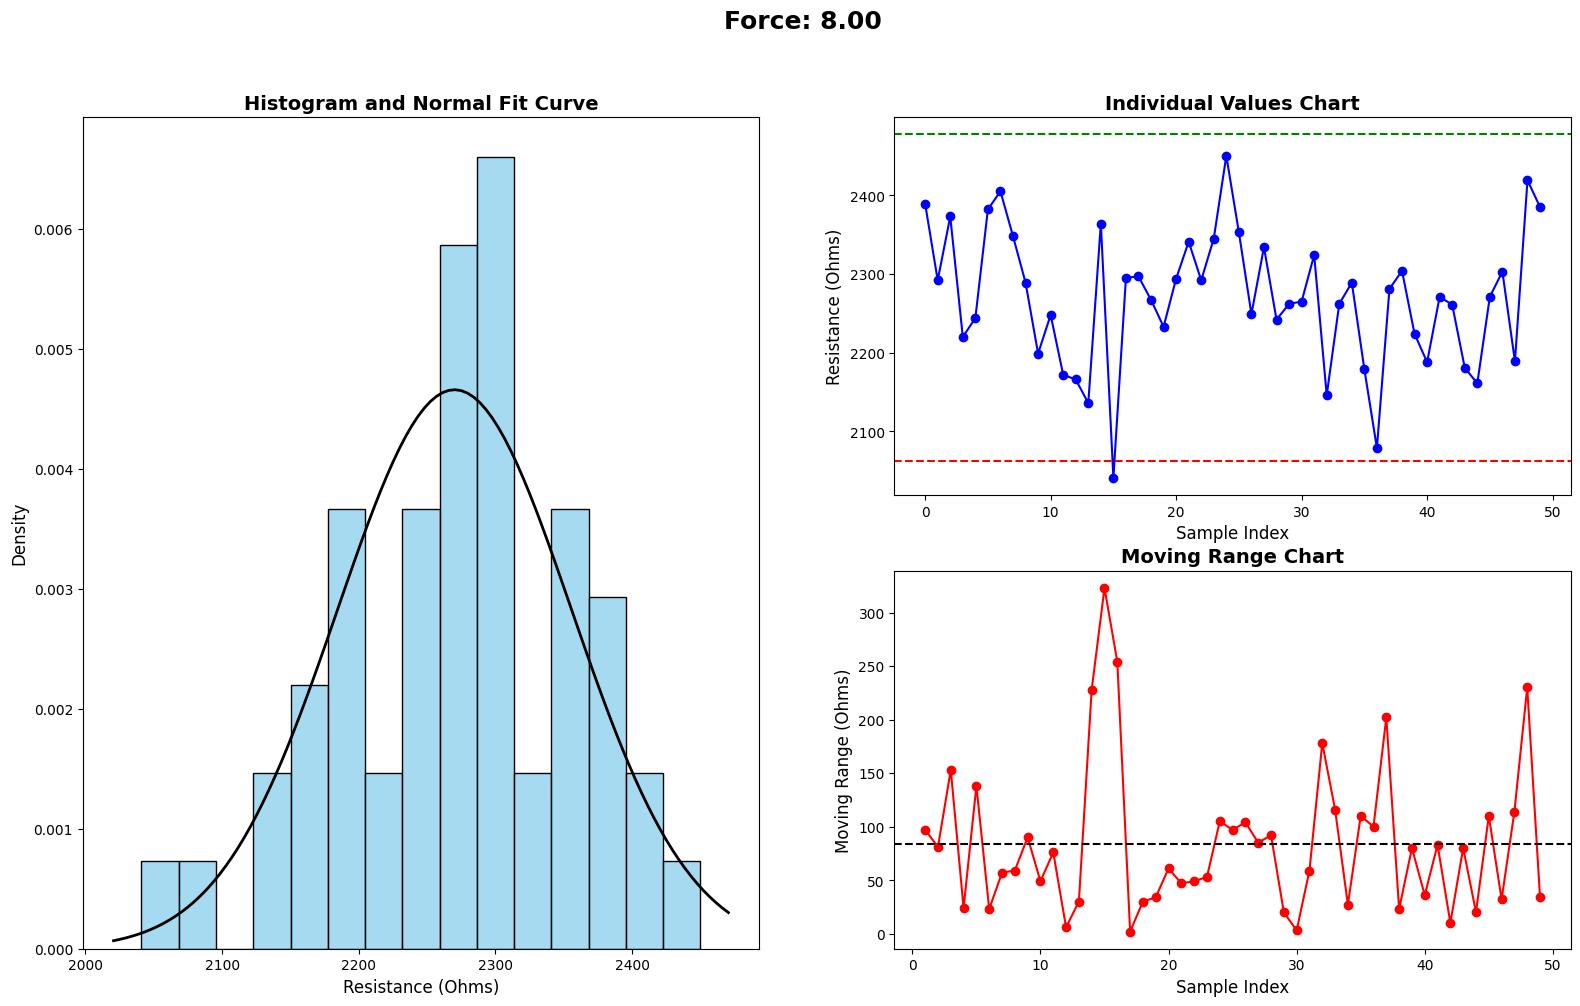 Force: 8.00
Histogram and Normal Fit Curve
Density
0.006
0.005
0.004
0.003
0.002
0.001
0.000
2000 2100 2200 2300 2400
Resistance (Ohms)
Individual Values Chart
Resistance (Ohms)
2400
2300
2200
2100
0 10 20 30 40 50
Sample Index
Moving Range Chart
Moving Range (Ohms)
300
250
200
150
100
50
0
0 10 20 30 40 50
Sample Index